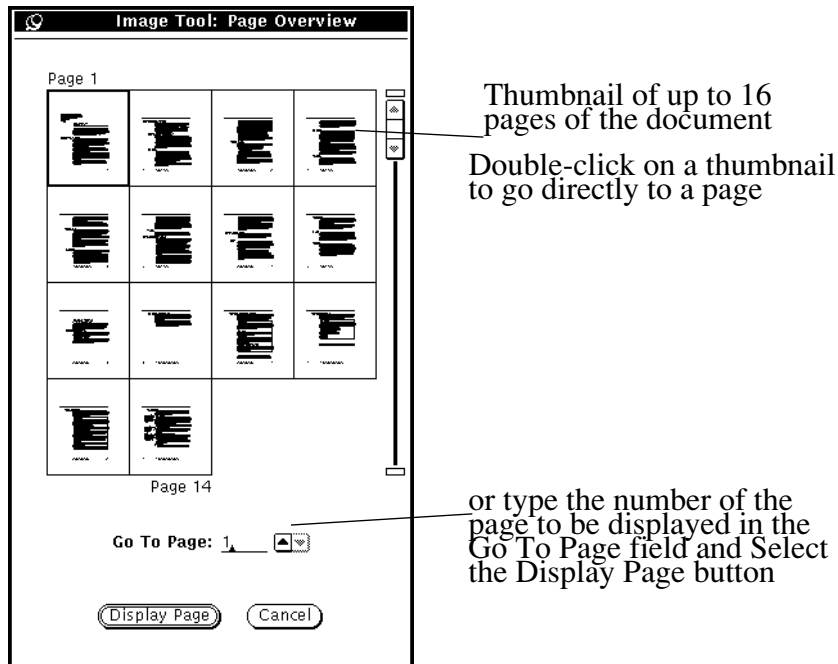 Image Tool: Page Overview
Page 1
Thumbnail of up to 16
pages of the document
Double-click on a thumbnail
to go directly to a page
Page 14
Go To Page: 1
or type the number of the
page to be displayed in the
Go To Page field and Select
the Display Page button
Display Page
Cancel